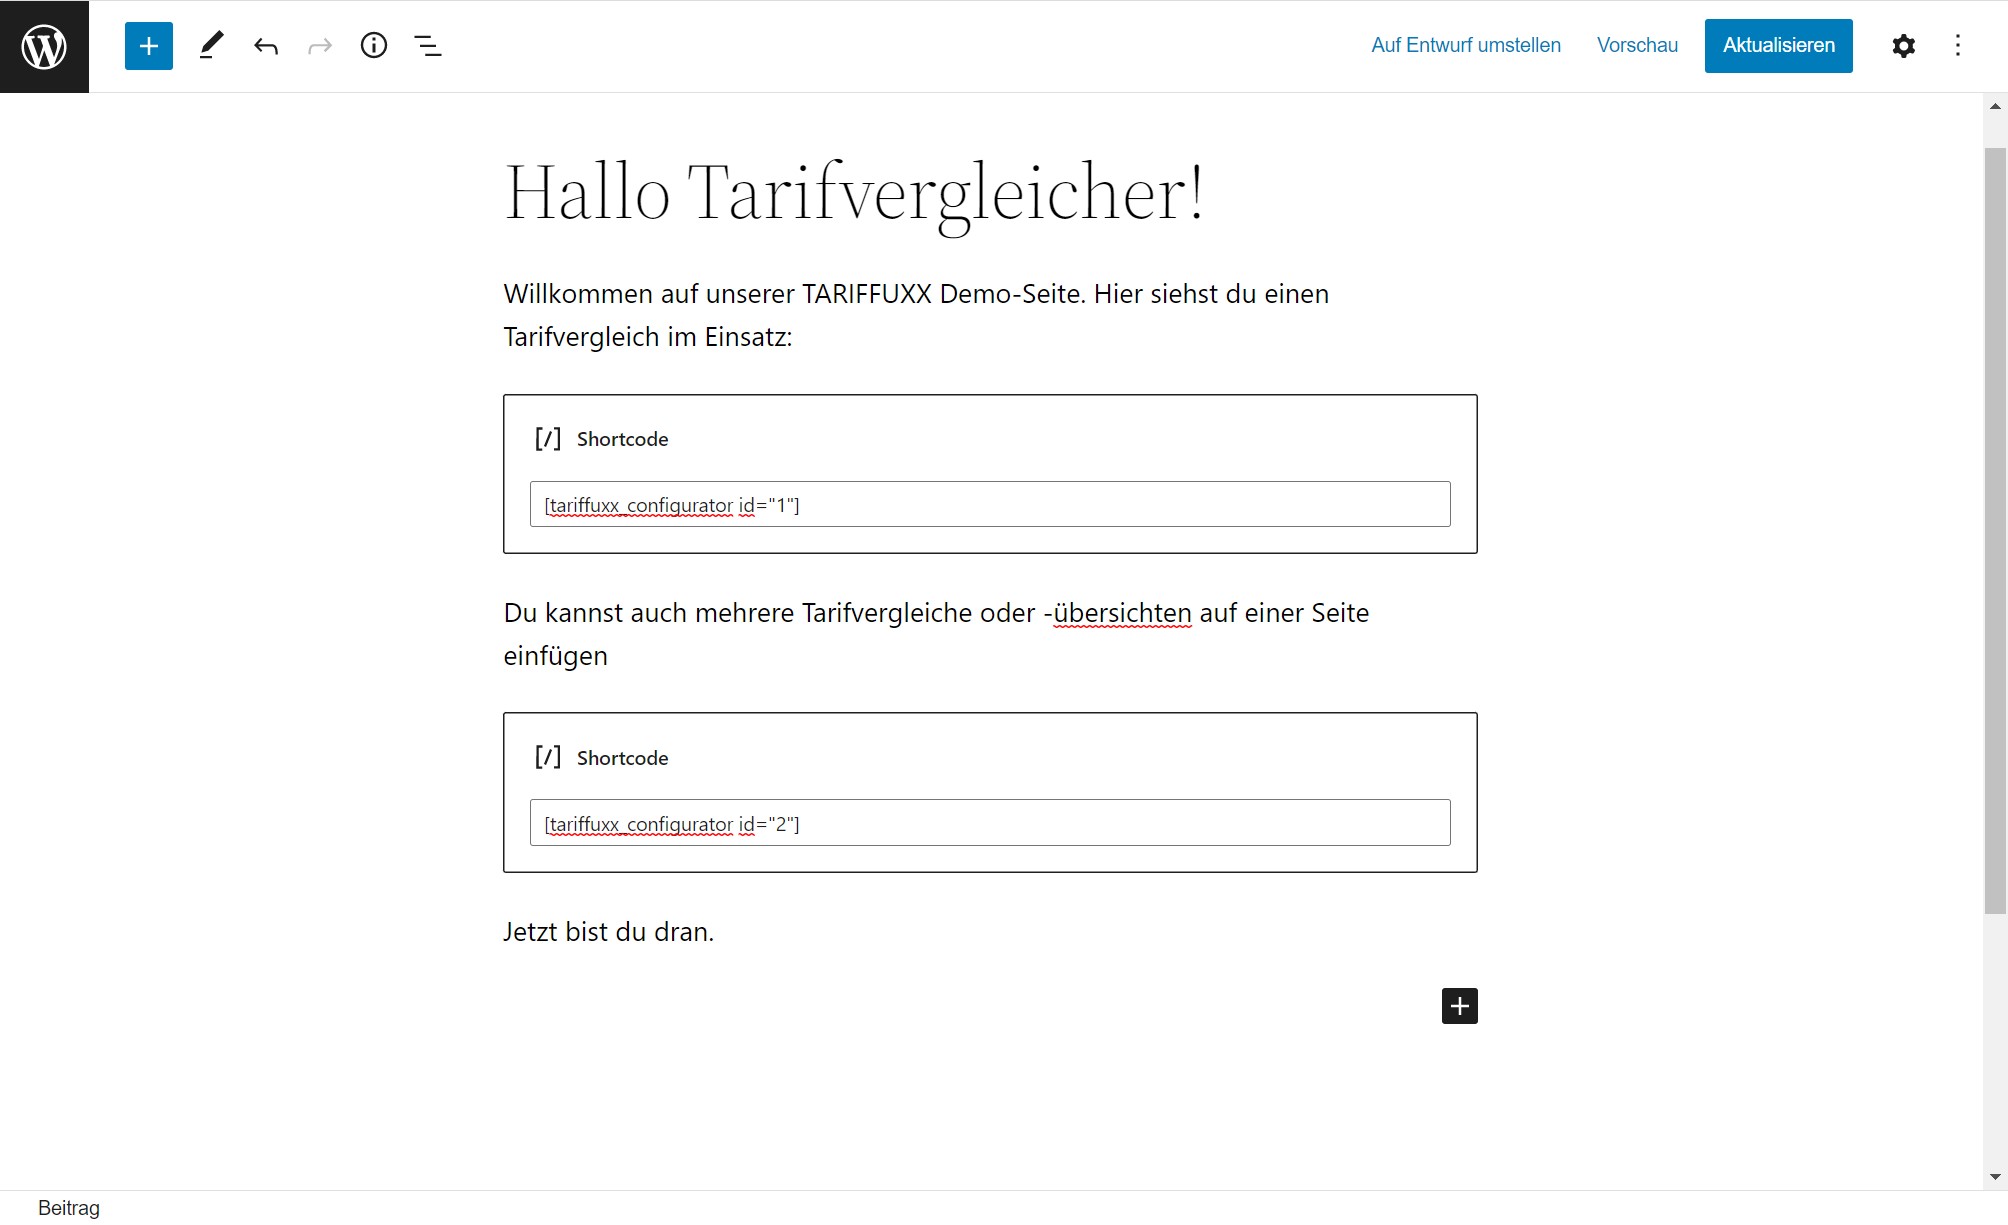 Auf Entwurf umstellen Vorschau Aktualisieren
Hallo Tarifvergleicher!
Willkommen auf unserer TARIFFUXX Demo-Seite. Hier siehst du einen
Tarifvergleich im Einsatz:
[/] Shortcode
[tariffuxx_configurator id="1"]
Du kannst auch mehrere Tarifvergleiche oder -übersichten auf einer Seite
einfügen
[/] Shortcode
[tariffuxx_configurator id="2"]
Jetzt bist du dran.
Beitrag